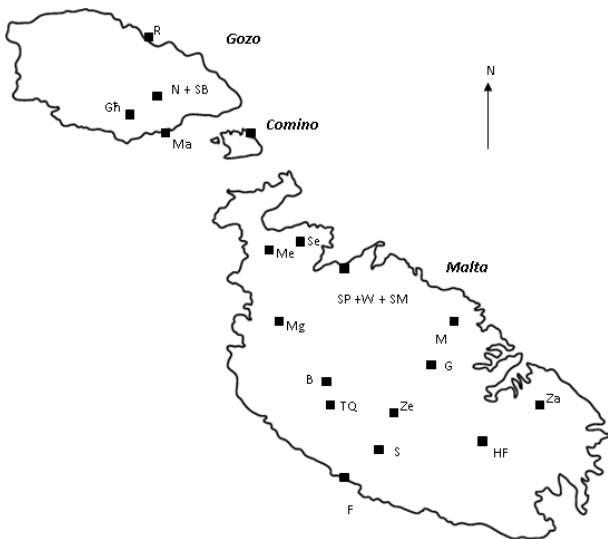 R
Gozo
N
N + SB
Għ
Comino
Ma
Se
Me
Malta
SP +W + SM
Mg
M
G
B
Za
TQ
Ze
S
HF
F